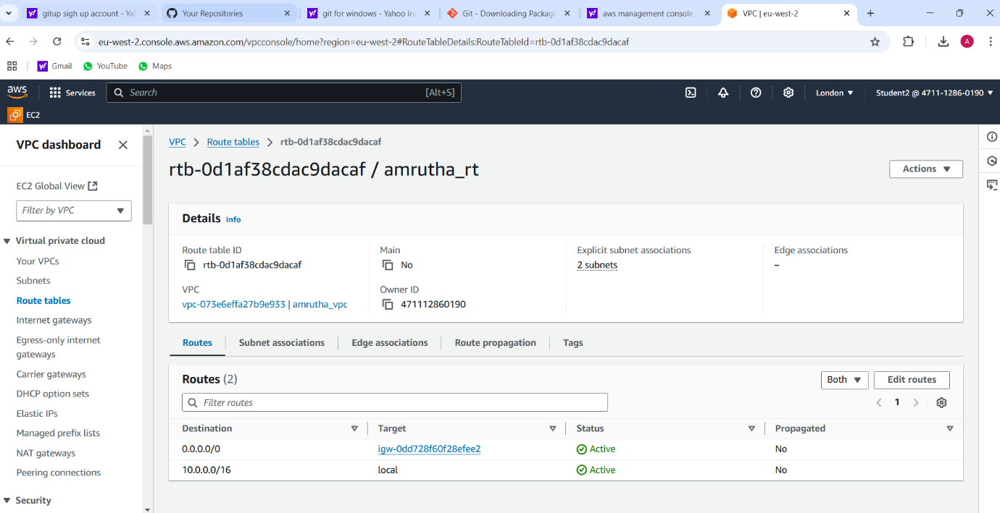 gitup sigh up account - Yah
Your Repositories
git for windows - Yahoo Inc
Git - Downloading Package
aws management console
VPC | eu-west-2
eu-west-2.console.aws.amazon.com/vpcconsole/home?region=eu-west-2#RouteTableDetails:RouteTableId=rtb-0d1af38cdac9dacaf
A
Gmail
YouTube
Maps
aws
Services
Search
[Alt+S]
London
Student2 @ 4711-1286-0190
EC2
VPC dashboard
VPC
Route tables
rtb-0d1af38cdac9dacaf
rtb-0d1af38cdac9dacaf / amrutha_rt
Actions
EC2 Global View
Filter by VPC
Virtual private cloud
Your VPCs
Subnets
Route tables
Internet gateways
Egress-only internet
gateways
Carrier gateways
DHCP option sets
Elastic IPs
Managed prefix lists
NAT gateways
Peering connections
Security
Details Info
Route table ID
rtb-0d1af38cdac9dacaf
Main
No
Explicit subnet associations
2 subnets
Edge associations
–
VPC
vpc-073e6effa27b9e933 | amrutha_vpc
Owner ID
471112860190
Routes
Subnet associations
Edge associations
Route propagation
Tags
Routes (2)
Both
Edit routes
Filter routes
1
Destination Target Status Propagated
0.0.0.0/0 igw-0dd728f60f28efee2 Active No
10.0.0.0/16 local Active No